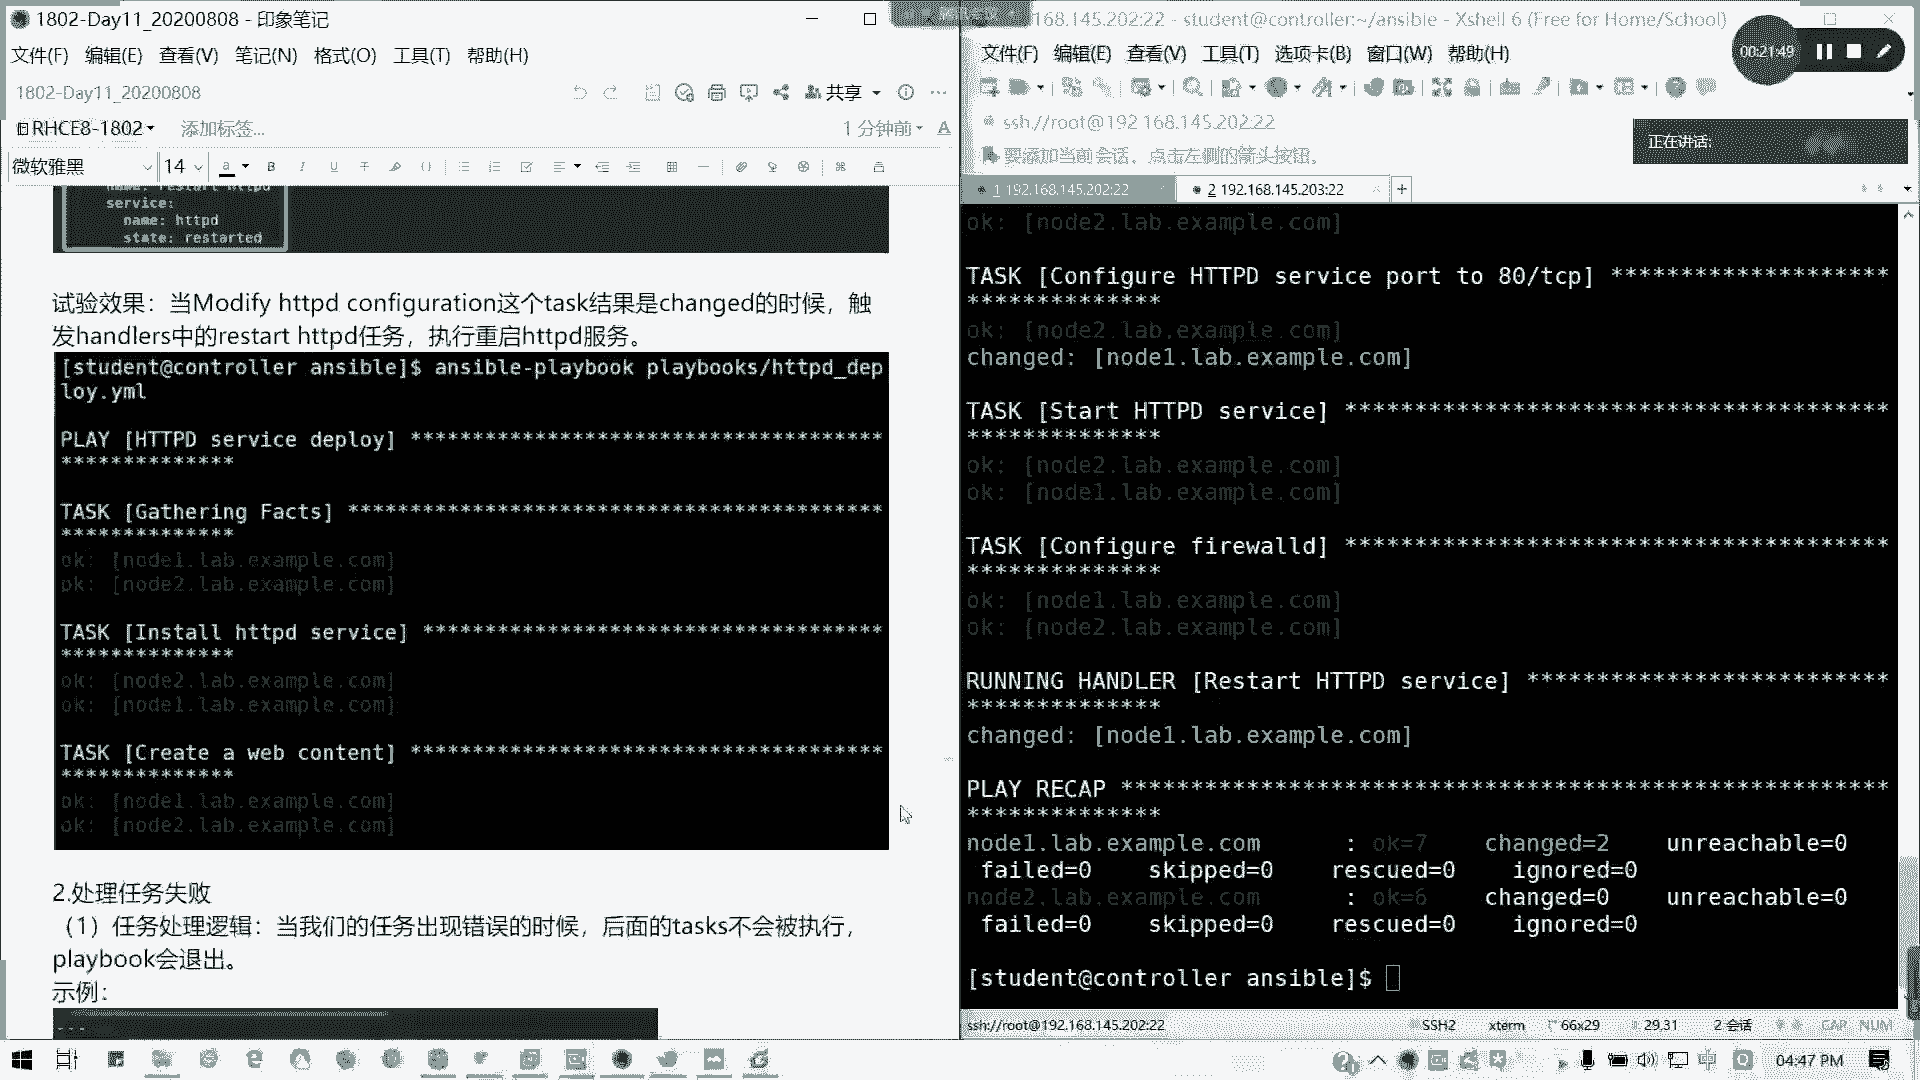 1802-Day11_20200808 - 印象笔记
文件(F) 编辑(E) 查看(V) 笔记(N) 格式(O) 工具(T) 帮助(H)
1802-Day11_20200808
共享
RHCE8-1802 添加标签...
1 分钟前
微软雅黑 14
name: restart httpd
service:
name: httpd
state: restarted
试验效果：当Modify httpd configuration这个task结果是changed的时候，触
发handlers中的restart httpd任务，执行重启httpd服务。
[student@controller ansible]$ ansible-playbook playbooks/httpd_dep
loy.yml
PLAY [HTTPD service deploy] *******************************************
**************
TASK [Gathering Facts] ********************************************
**************
ok: [node1.lab.example.com]
ok: [node2.lab.example.com]
TASK [Install httpd service] **************************************
**************
ok: [node2.lab.example.com]
ok: [node1.lab.example.com]
TASK [Create a web content] ***************************************
**************
ok: [node1.lab.example.com]
ok: [node2.lab.example.com]
2.处理任务失败
（1）任务处理逻辑：当我们的任务出现错误的时候，后面的tasks不会被执行，
playbook会退出。
示例：
---
168.145.202:22 - student@controller:~/ansible - Xshell 6 (Free for Home/School)
00:21:49
文件(F) 编辑(E) 查看(V) 工具(T) 选项卡(B) 窗口(W) 帮助(H)
ssh://root@192.168.145.202:22
正在讲话:
要添加当前会话，点击左侧的箭头按钮。
1 192.168.145.202:22
2 192.168.145.203:22
ok: [node2.lab.example.com]
TASK [Configure HTTPD service port to 80/tcp] *********************
**************
ok: [node2.lab.example.com]
changed: [node1.lab.example.com]
TASK [Start HTTPD service] ****************************************
**************
ok: [node2.lab.example.com]
ok: [node1.lab.example.com]
TASK [Configure firewalld] ****************************************
**************
ok: [node1.lab.example.com]
ok: [node2.lab.example.com]
RUNNING HANDLER [Restart HTTPD service] ***************************
**************
changed: [node1.lab.example.com]
PLAY RECAP ********************************************************
**************
node1.lab.example.com : ok=7 changed=2 unreachable=0
failed=0 skipped=0 rescued=0 ignored=0
node2.lab.example.com : ok=6 changed=0 unreachable=0
failed=0 skipped=0 rescued=0 ignored=0
[student@controller ansible]$
ssh://root@192.168.145.202:22 SSH2 xterm 66x29 29,31 2 会话 CAP NUM
04:47 PM